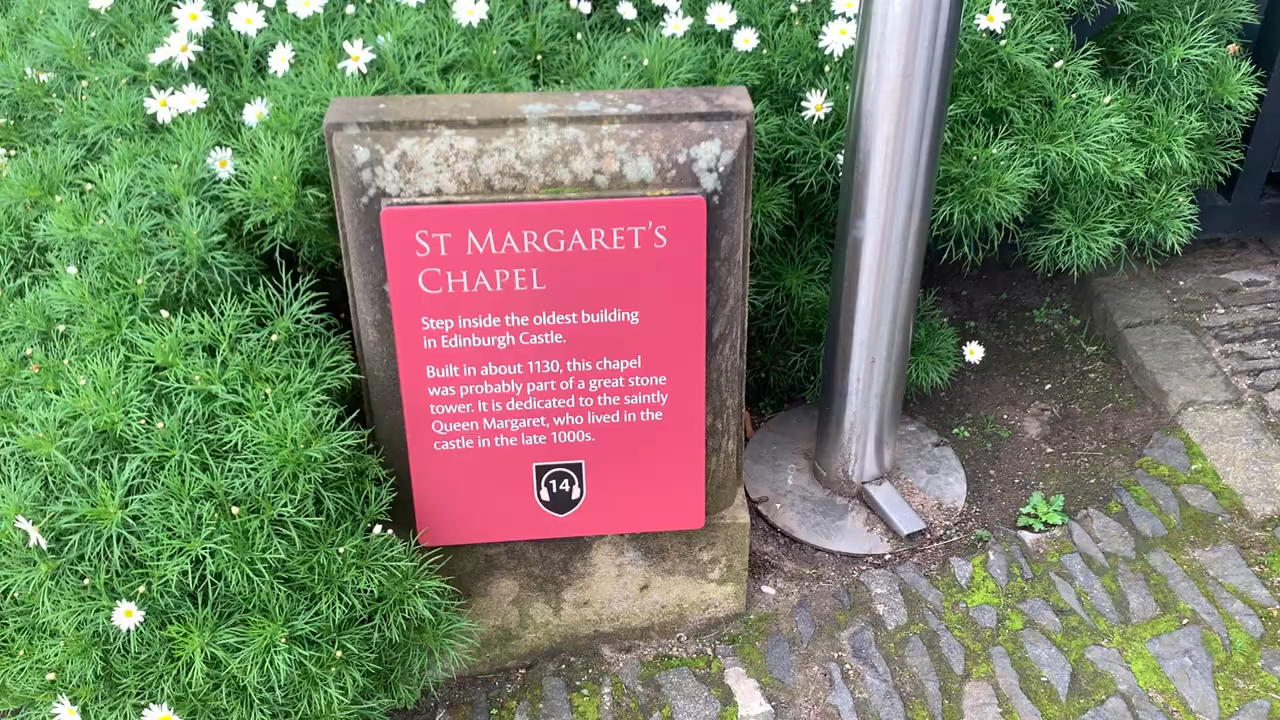 ST MARGARET'S
CHAPEL
Step inside the oldest building
in Edinburgh Castle.
Built in about 1130, this chapel
was probably part of a great stone
tower. It is dedicated to the saintly
Queen Margaret, who lived in the
castle in the late 1000s.
14